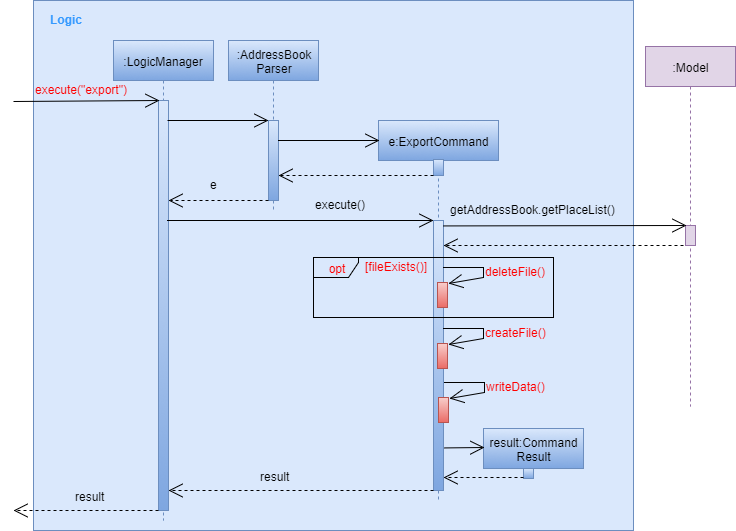 Logic
:LogicManager
:AddressBook
Parser
:Model
execute("export")
e:ExportCommand
e
execute()
getAddressBook.getPlaceList()
opt
[fileExists()]
deleteFile()
createFile()
writeData()
result:Command
Result
result
result